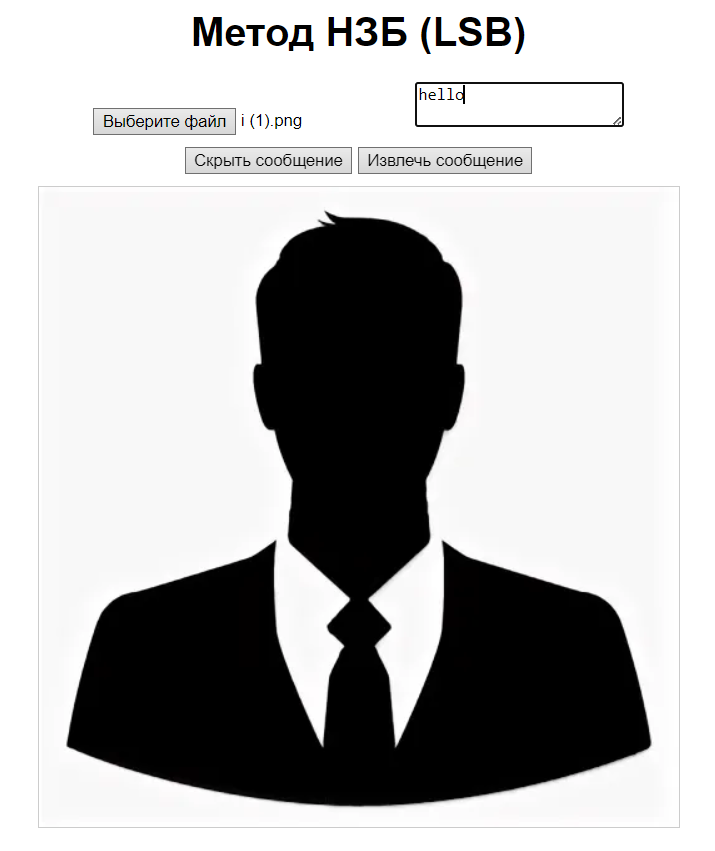 Метод НЗБ (LSB)
hello
Выберите файл i (1).png
Скрыть сообщение Извлечь сообщение